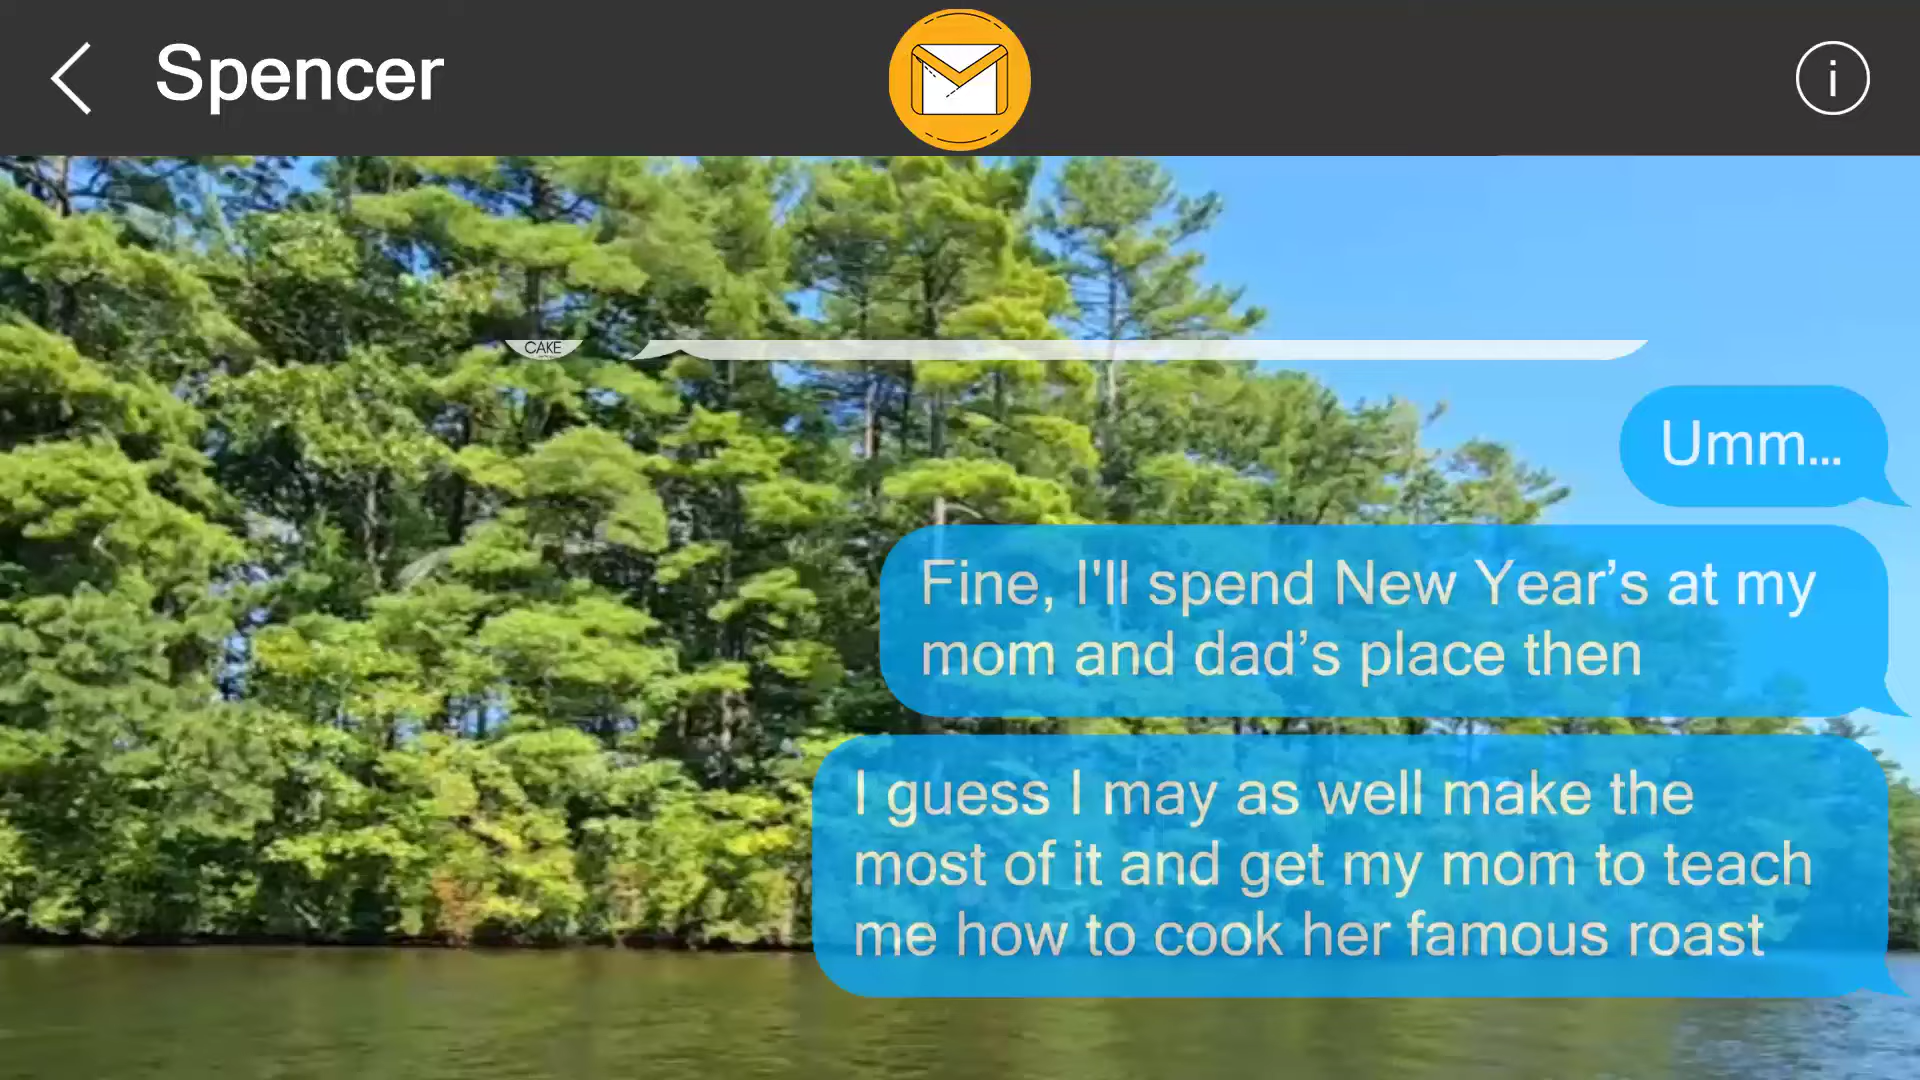 Spencer
CAKE
Umm...
Fine, I'll spend New Year’s at my
mom and dad’s place then
I guess I may as well make the
most of it and get my mom to teach
me how to cook her famous roast